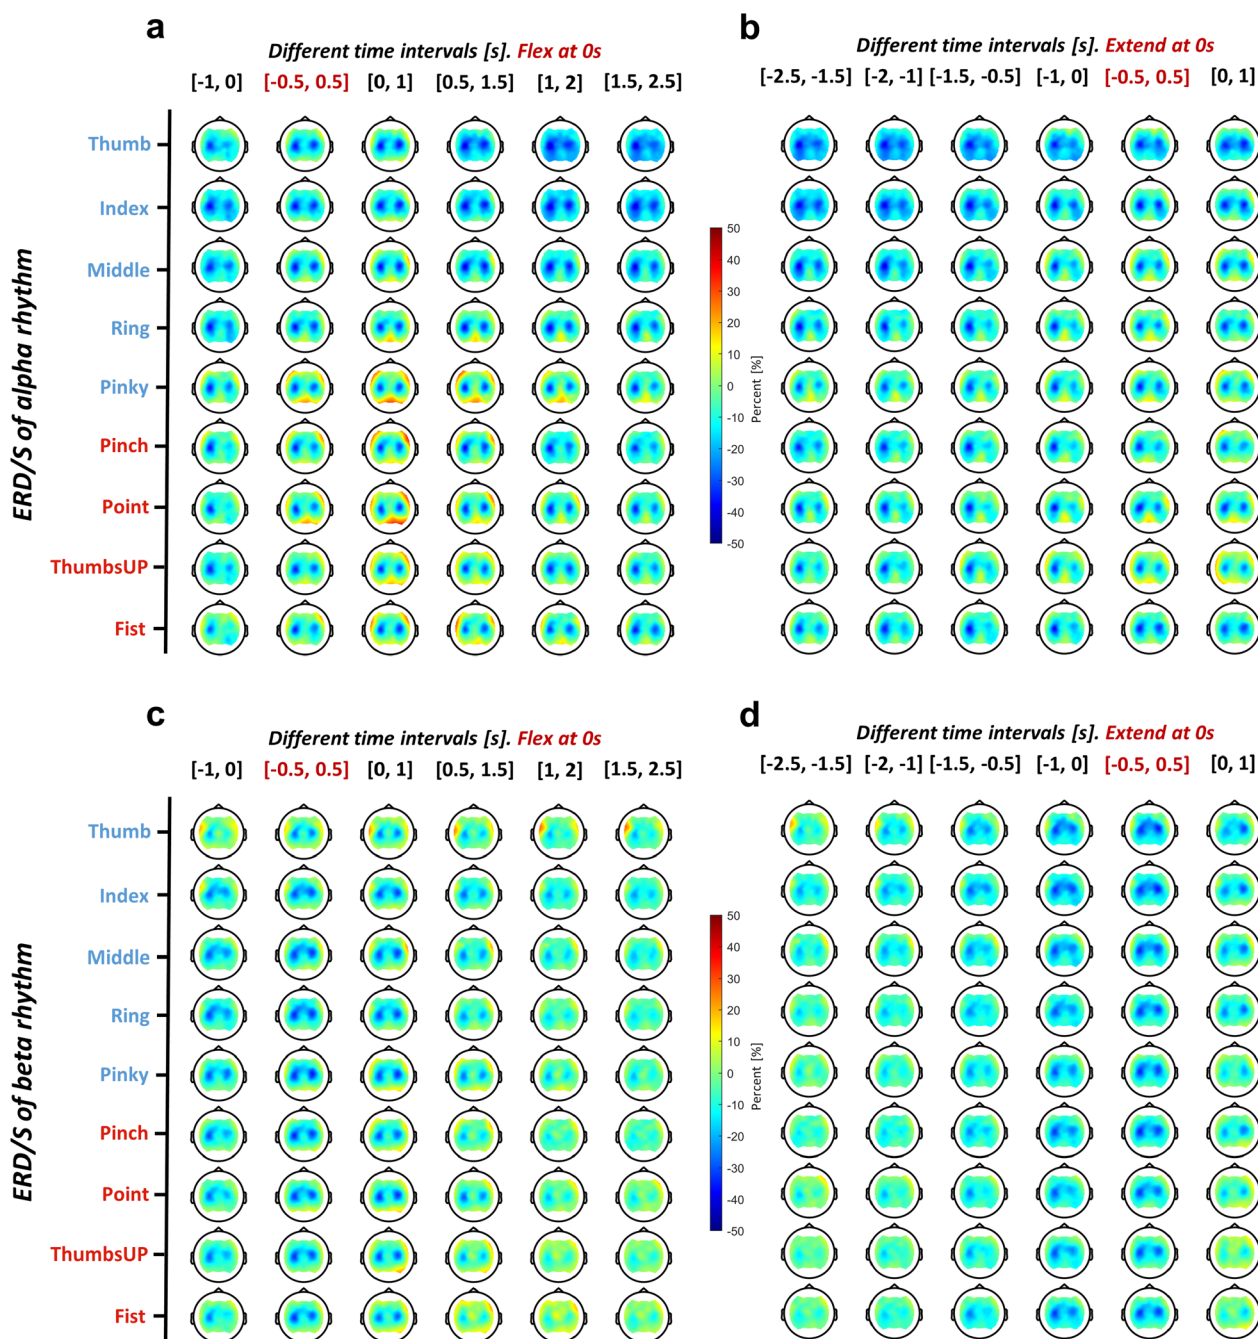 a
Different time intervals [s]. Flex at 0s
[-1, 0] [-0.5, 0.5] [0, 1] [0.5, 1.5] [1, 2] [1.5, 2.5]
b
Different time intervals [s]. Extend at 0s
[-2.5, -1.5] [-2, -1] [-1.5, -0.5] [-1, 0] [-0.5, 0.5] [0, 1]
ERD/S of alpha rhythm
Thumb
Index
Middle
Ring
Pinky
Pinch
Point
ThumbsUP
Fist
50
40
30
20
10
0
-10
-20
-30
-40
-50
Percent [%]
c
Different time intervals [s]. Flex at 0s
[-1, 0] [-0.5, 0.5] [0, 1] [0.5, 1.5] [1, 2] [1.5, 2.5]
d
Different time intervals [s]. Extend at 0s
[-2.5, -1.5] [-2, -1] [-1.5, -0.5] [-1, 0] [-0.5, 0.5] [0, 1]
ERD/S of beta rhythm
Thumb
Index
Middle
Ring
Pinky
Pinch
Point
ThumbsUP
Fist
50
40
30
20
10
0
-10
-20
-30
-40
-50
Percent [%]